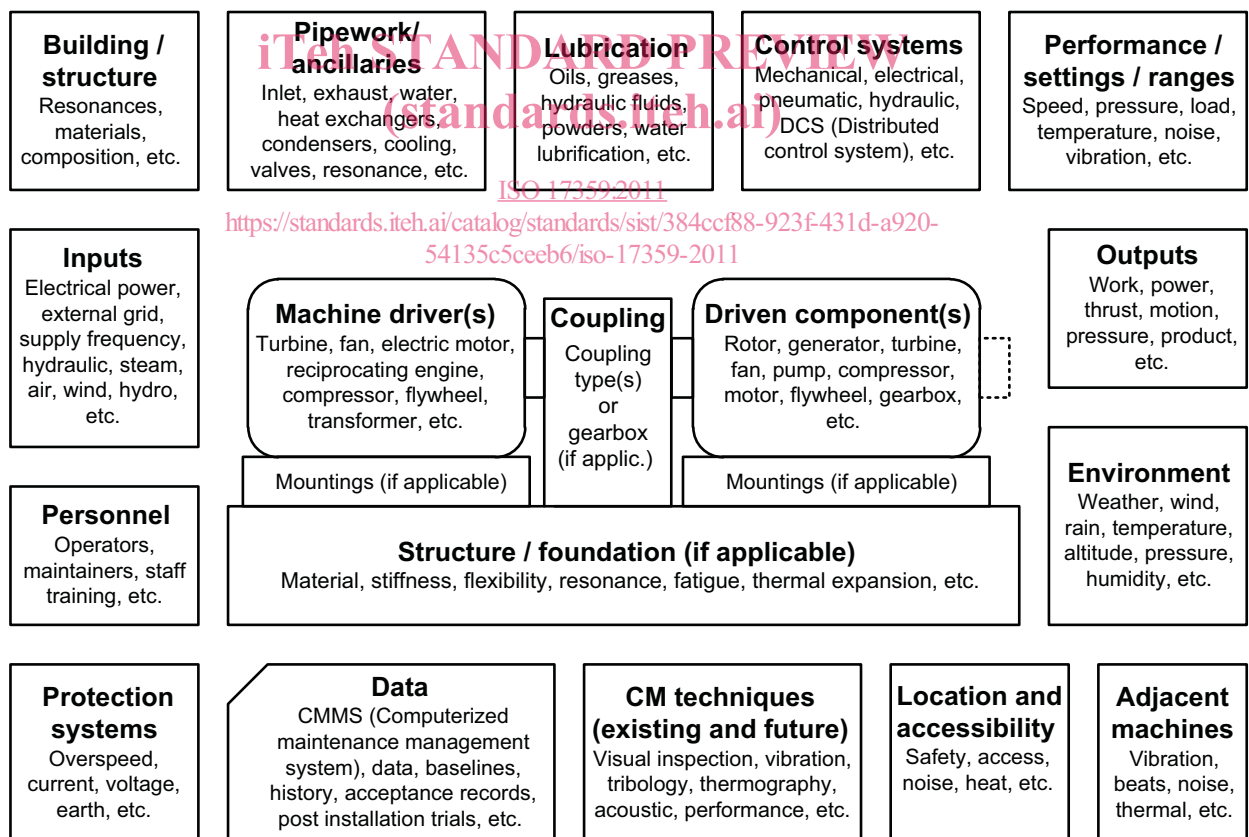 Building /
structure
Resonances,
materials,
composition, etc.
Pipework/
ancillaries
Inlet, exhaust, water,
heat exchangers,
condensers, cooling,
valves, resonance, etc.
Lubrication
Oils, greases,
hydraulic fluids,
powders, water
lubrification, etc.
Control systems
Mechanical, electrical,
pneumatic, hydraulic,
DCS (Distributed
control system), etc.
Performance /
settings / ranges
Speed, pressure, load,
temperature, noise,
vibration, etc.
iTeh STANDARD PREVIEW
(standards.iteh.ai)
ISO 17359:2011
https://standards.iteh.ai/catalog/standards/sist/384ccf88-923f-431d-a920-
54135c5ceeb6/iso-17359-2011
Inputs
Electrical power,
external grid,
supply frequency,
hydraulic, steam,
air, wind, hydro,
etc.
Machine driver(s)
Turbine, fan, electric motor,
reciprocating engine,
compressor, flywheel,
transformer, etc.
Coupling
Coupling
type(s)
or
gearbox
(if applic.)
Driven component(s)
Rotor, generator, turbine,
fan, pump, compressor,
motor, flywheel, gearbox,
etc.
Outputs
Work, power,
thrust, motion,
pressure, product,
etc.
Mountings (if applicable)
Mountings (if applicable)
Personnel
Operators,
maintainers, staff
training, etc.
Structure / foundation (if applicable)
Material, stiffness, flexibility, resonance, fatigue, thermal expansion, etc.
Environment
Weather, wind,
rain, temperature,
altitude, pressure,
humidity, etc.
Protection
systems
Overspeed,
current, voltage,
earth, etc.
Data
CMMS (Computerized
maintenance management
system), data, baselines,
history, acceptance records,
post installation trials, etc.
CM techniques
(existing and future)
Visual inspection, vibration,
tribology, thermography,
acoustic, performance, etc.
Location and
accessibility
Safety, access,
noise, heat, etc.
Adjacent
machines
Vibration,
beats, noise,
thermal, etc.